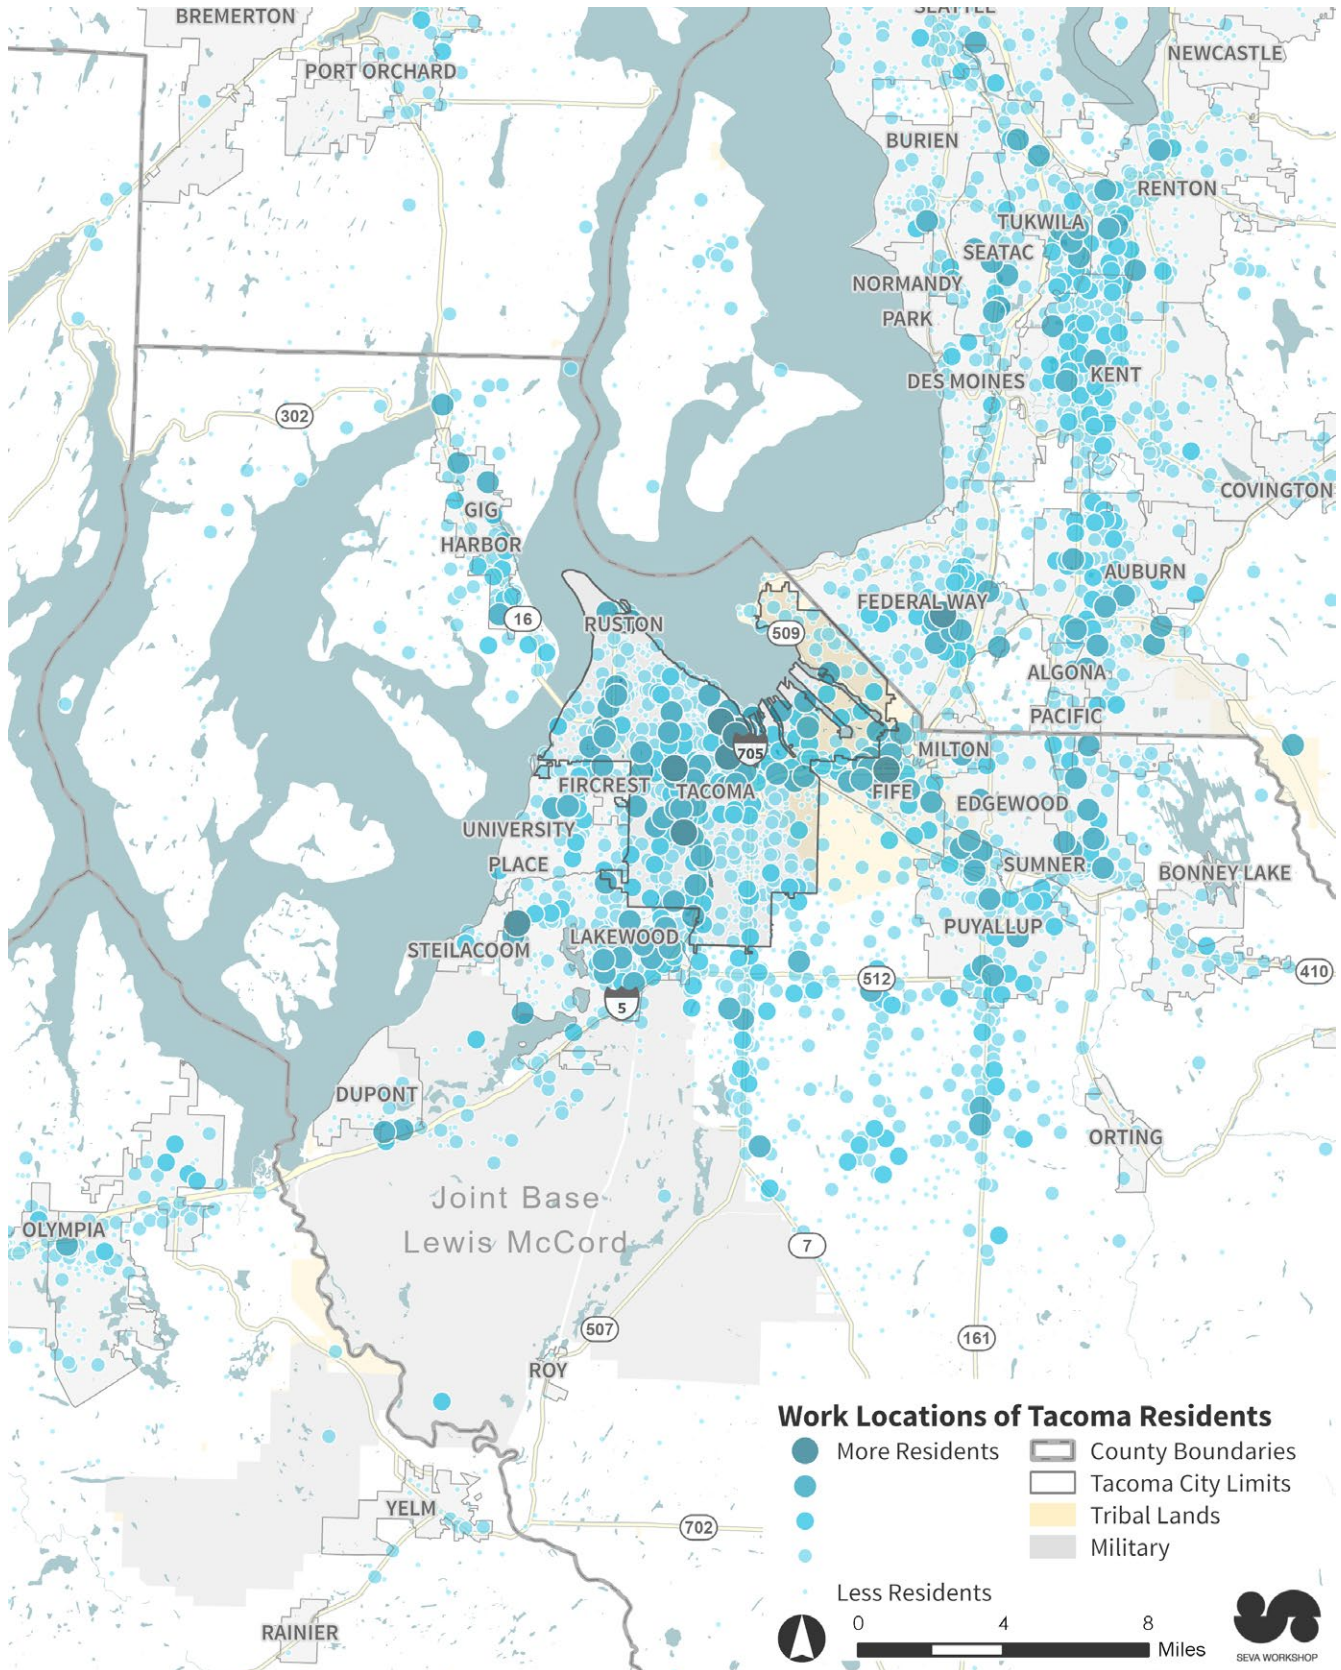 SEATTLE
BREMERTON
NEWCASTLE
PORT ORCHARD
BURIEN
RENTON
TUKWILA
SEATAC
NORMANDY
PARK
DES MOINES
KENT
302
COVINGTON
GIG
HARBOR
AUBURN
FEDERAL WAY
16
RUSTON
509
ALGONA
PACIFIC
705
MILTON
FIRCREST
TACOMA
FIFE
EDGEWOOD
UNIVERSITY
PLACE
SUMNER
BONNEY LAKE
PUYALLUP
LAKEWOOD
STEILACOOM
512
410
5
DUPONT
ORTING
Joint Base
Lewis McCord
OLYMPIA
7
507
161
ROY
Work Locations of Tacoma Residents
More Residents
County Boundaries
Tacoma City Limits
Tribal Lands
Military
Less Residents
YELM
702
0 4 8
Miles
RAINIER
SEVA WORKSHOP